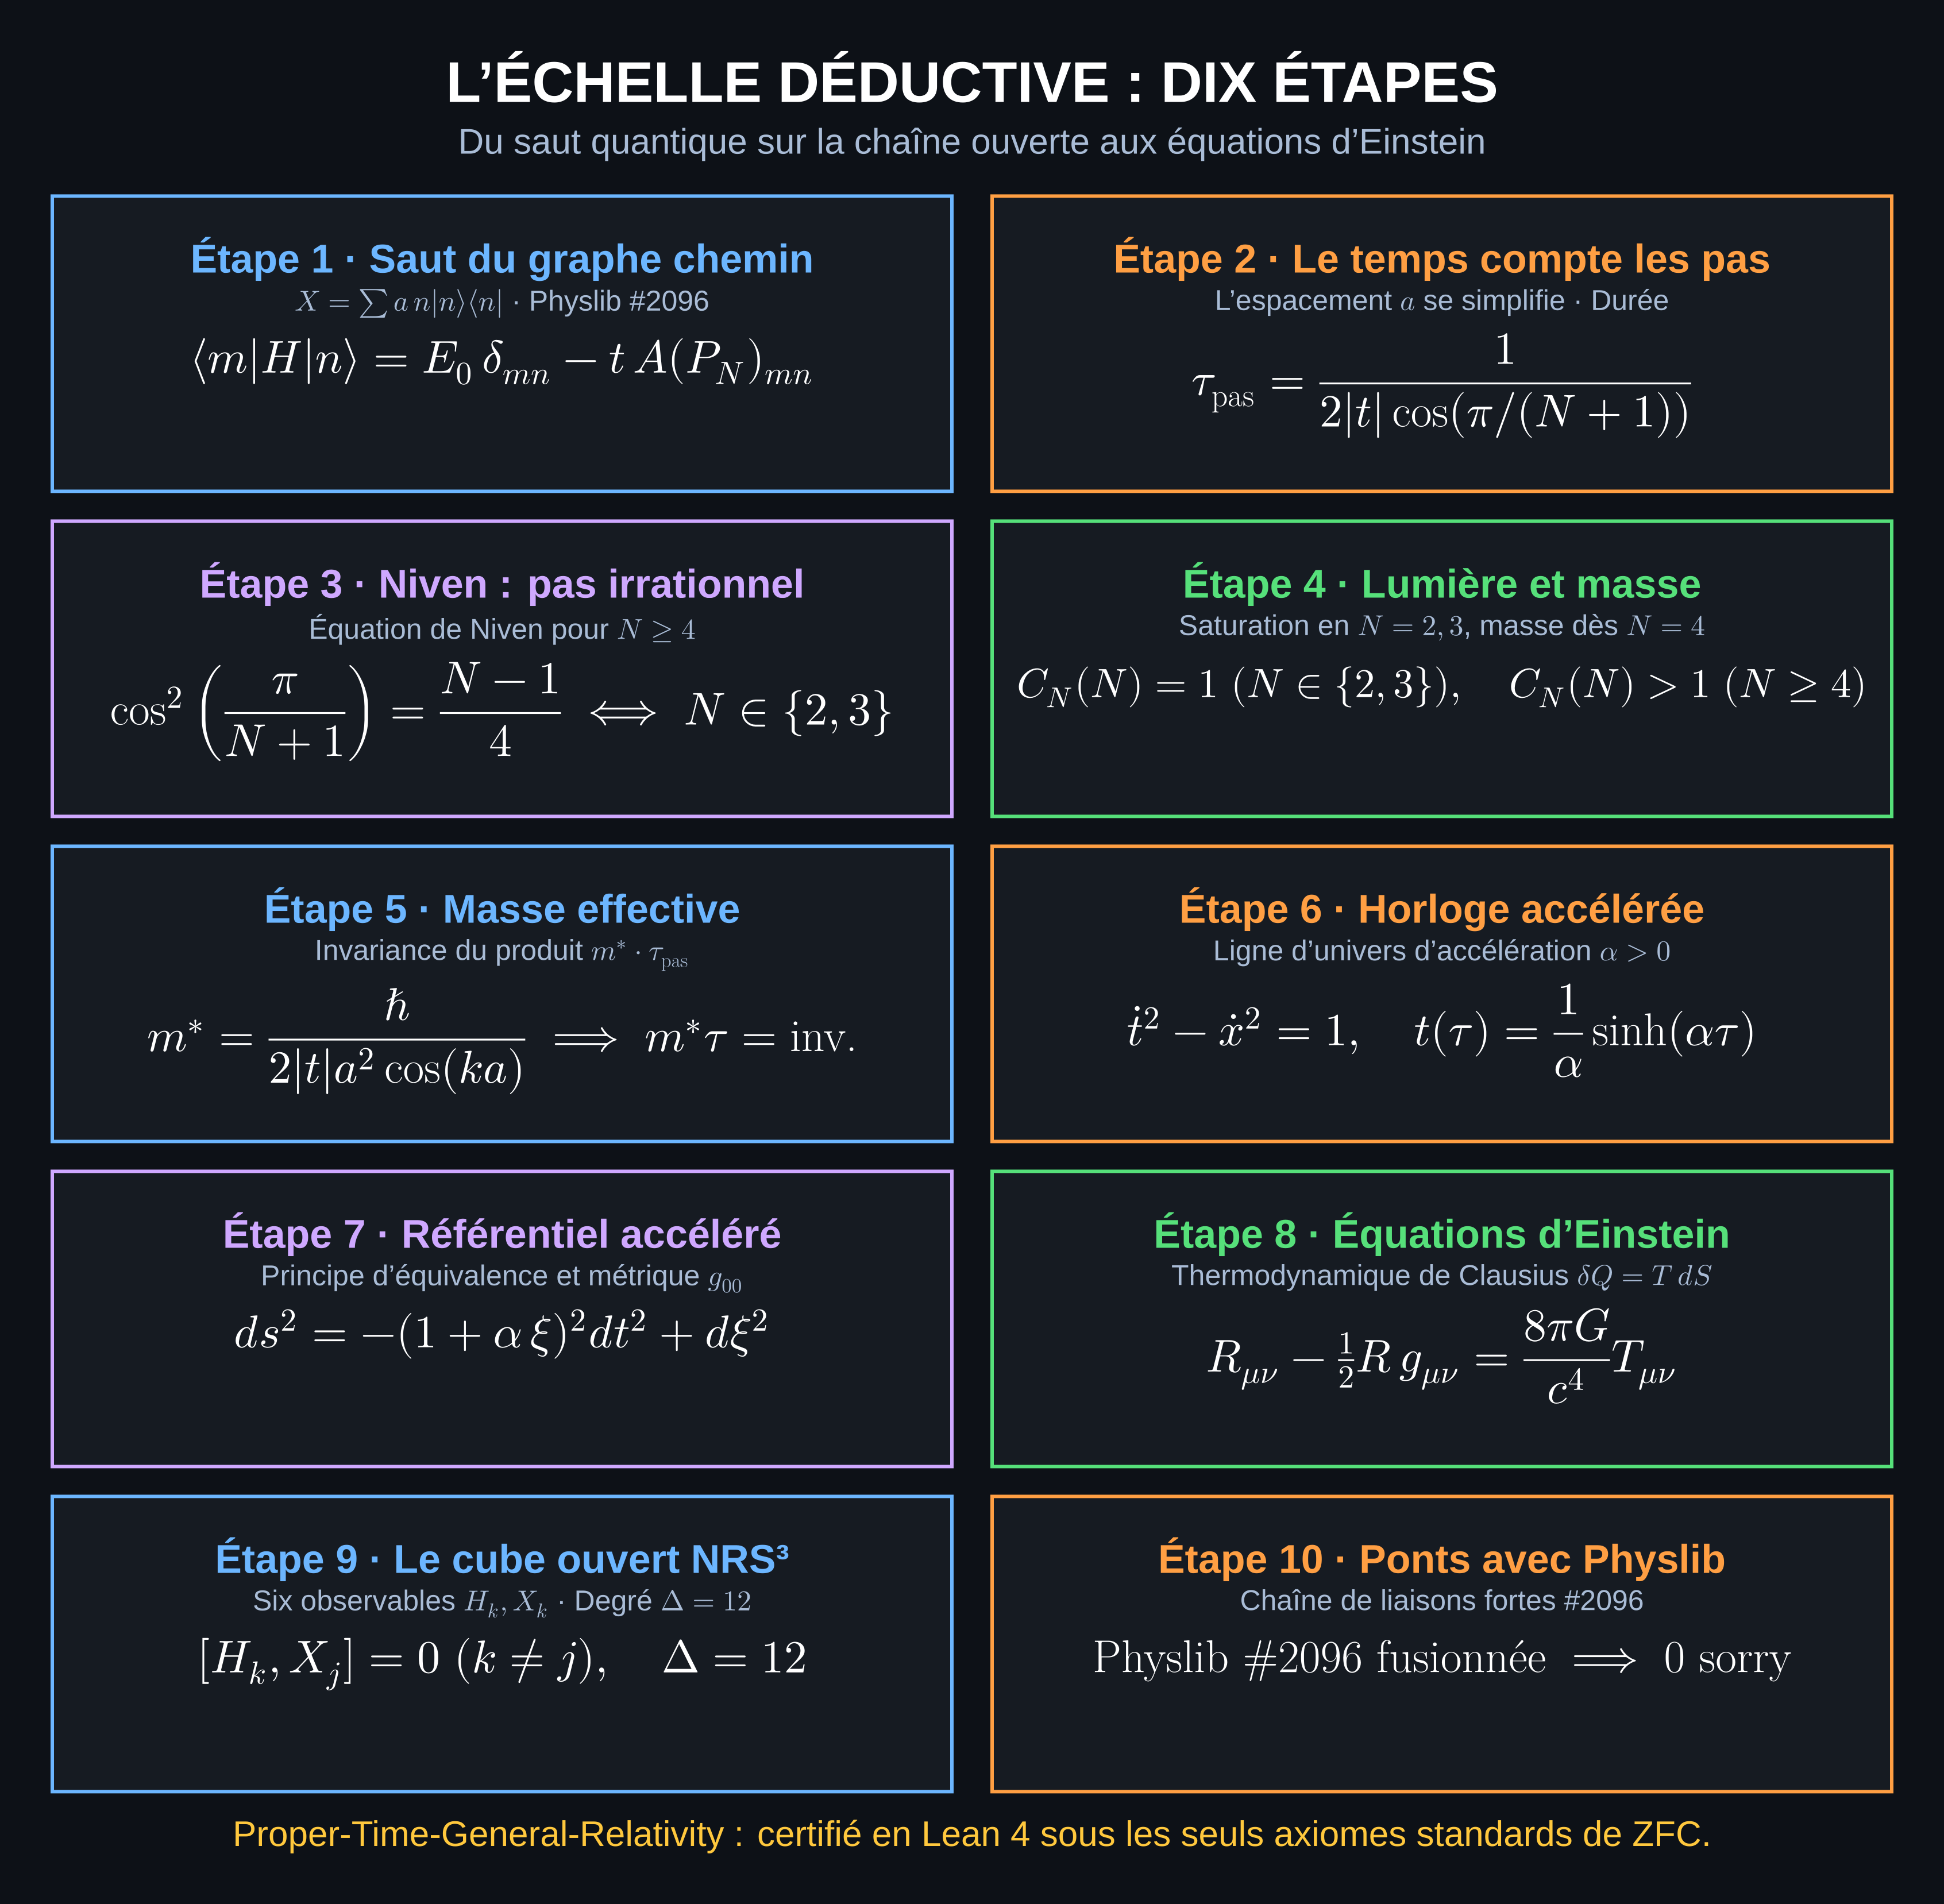 L’ÉCHELLE DÉDUCTIVE : DIX ÉTAPES
Du saut quantique sur la chaîne ouverte aux équations d’Einstein
Étape 1 · Saut du graphe chemin
X = ∑ a n|n⟩⟨n| · Physlib #2096
⟨m|H|n⟩ = E₀ δₘₙ − t A(P_N)ₘₙ
Étape 2 · Le temps compte les pas
L’espacement a se simplifie · Durée
τ_pas = 1 / (2|t| cos(π/(N + 1)))
Étape 3 · Niven : pas irrationnel
Équation de Niven pour N ≥ 4
cos² (π / (N + 1)) = (N − 1) / 4 ⟺ N ∈ {2, 3}
Étape 4 · Lumière et masse
Saturation en N = 2, 3, masse dès N = 4
C_N(N) = 1 (N ∈ {2, 3}), C_N(N) > 1 (N ≥ 4)
Étape 5 · Masse effective
Invariance du produit m* · τ_pas
m* = ℏ / (2|t|a² cos(ka)) ⟹ m*τ = inv.
Étape 6 · Horloge accélérée
Ligne d’univers d’accélération α > 0
ṫ² − ẋ² = 1, t(τ) = 1/α sinh(ατ)
Étape 7 · Référentiel accéléré
Principe d’équivalence et métrique g₀₀
ds² = −(1 + α ξ)²dt² + dξ²
Étape 8 · Équations d’Einstein
Thermodynamique de Clausius δQ = T dS
R_μν − ½R g_μν = 8πG/c⁴ T_μν
Étape 9 · Le cube ouvert NRS³
Six observables H_k, X_k · Degré Δ = 12
[H_k, X_j] = 0 (k ≠ j), Δ = 12
Étape 10 · Ponts avec Physlib
Chaîne de liaisons fortes #2096
Physlib #2096 fusionnée ⟹ 0 sorry
Proper-Time-General-Relativity : certifié en Lean 4 sous les seuls axiomes standards de ZFC.